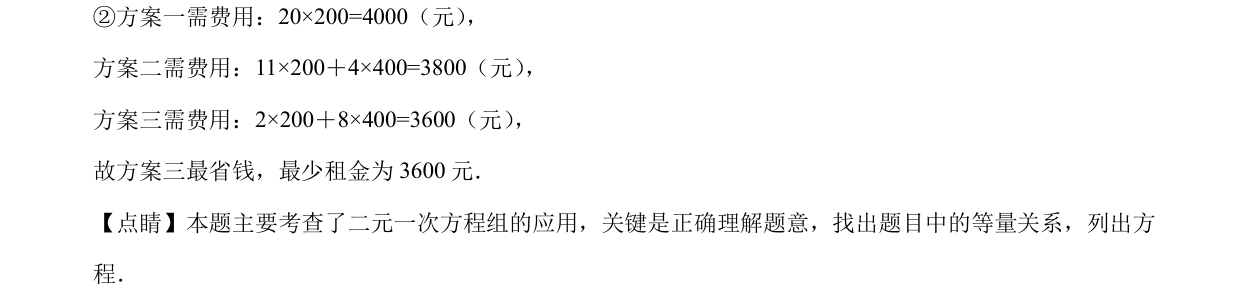 ②方案一需费用：20×200=4000（元），
方案二需费用：11×200＋4×400=3800（元），
方案三需费用：2×200＋8×400=3600（元），
故方案三最省钱，最少租金为 3600 元．
【点睛】本题主要考查了二元一次方程组的应用，关键是正确理解题意，找出题目中的等量关系，列出方
程．